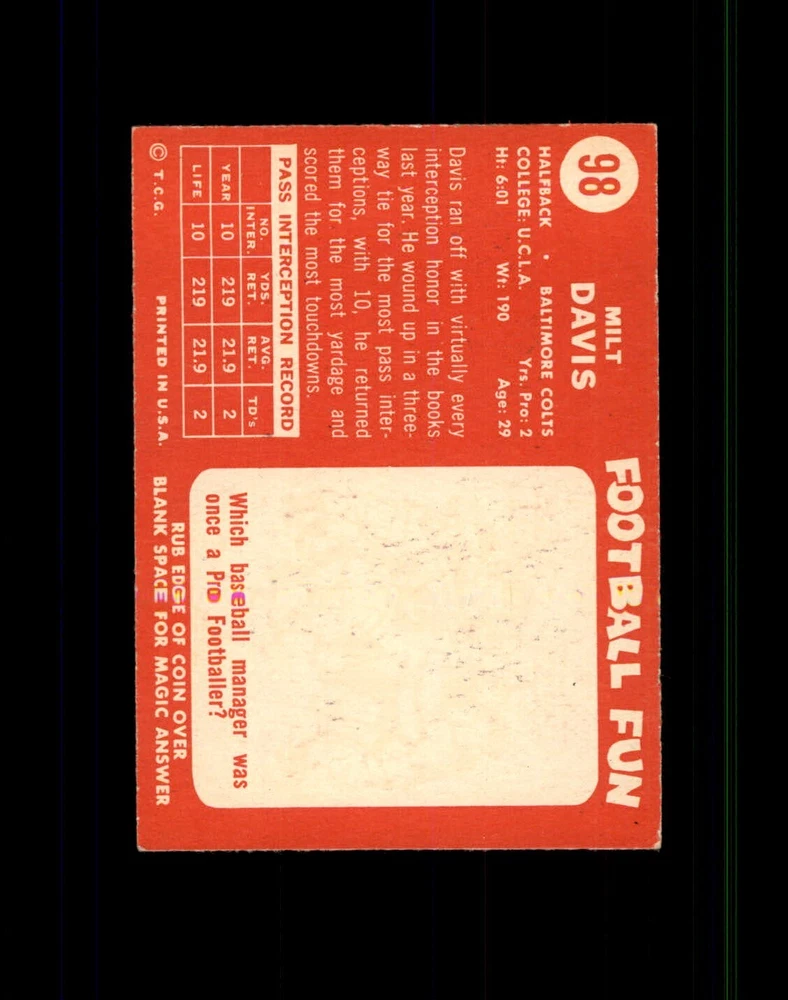 98
MILT
DAVIS
HALFBACK • BALTIMORE COLTS
COLLEGE: U.C.L.A. Yrs. Pro: 2
Ht: 6:01 Wt: 190 Age: 29
Davis ran off with virtually every
interception honor in the books
last year. He wound up in a three-
way tie for the most pass inter-
ceptions, with 10, he returned
them for the most yardage and
scored the most touchdowns.
PASS INTERCEPTION RECORD
NO. INTER. YDS. RET. AVG. RET. TD's
YEAR 10 219 21.9 2
LIFE 10 219 21.9 2
© T.C.G. PRINTED IN U.S.A.
FOOTBALL FUN
Which baseball manager was
once a Pro Footballer?
RUB EDGE OF COIN OVER
BLANK SPACE FOR MAGIC ANSWER